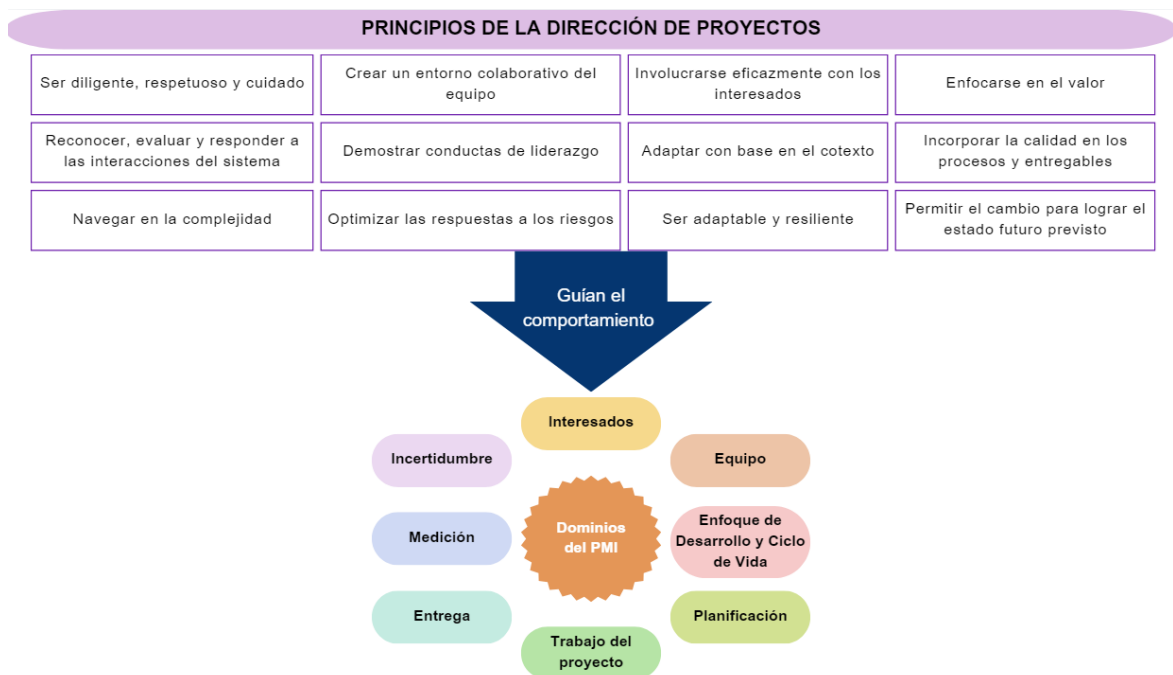 PRINCIPIOS DE LA DIRECCIÓN DE PROYECTOS
Ser diligente, respetuoso y cuidado
Crear un entorno colaborativo del
equipo
Involucrarse eficazmente con los
interesados
Enfocarse en el valor
Reconocer, evaluar y responder a
las interacciones del sistema
Demostrar conductas de liderazgo
Adaptar con base en el cotexto
Incorporar la calidad en los
procesos y entregables
Navegar en la complejidad
Optimizar las respuestas a los riesgos
Ser adaptable y resiliente
Permitir el cambio para lograr el
estado futuro previsto
Guían el
comportamiento
Interesados
Incertidumbre
Equipo
Medición
Dominios
del PMI
Enfoque de
Desarrollo y Ciclo
de Vida
Entrega
Planificación
Trabajo del
proyecto